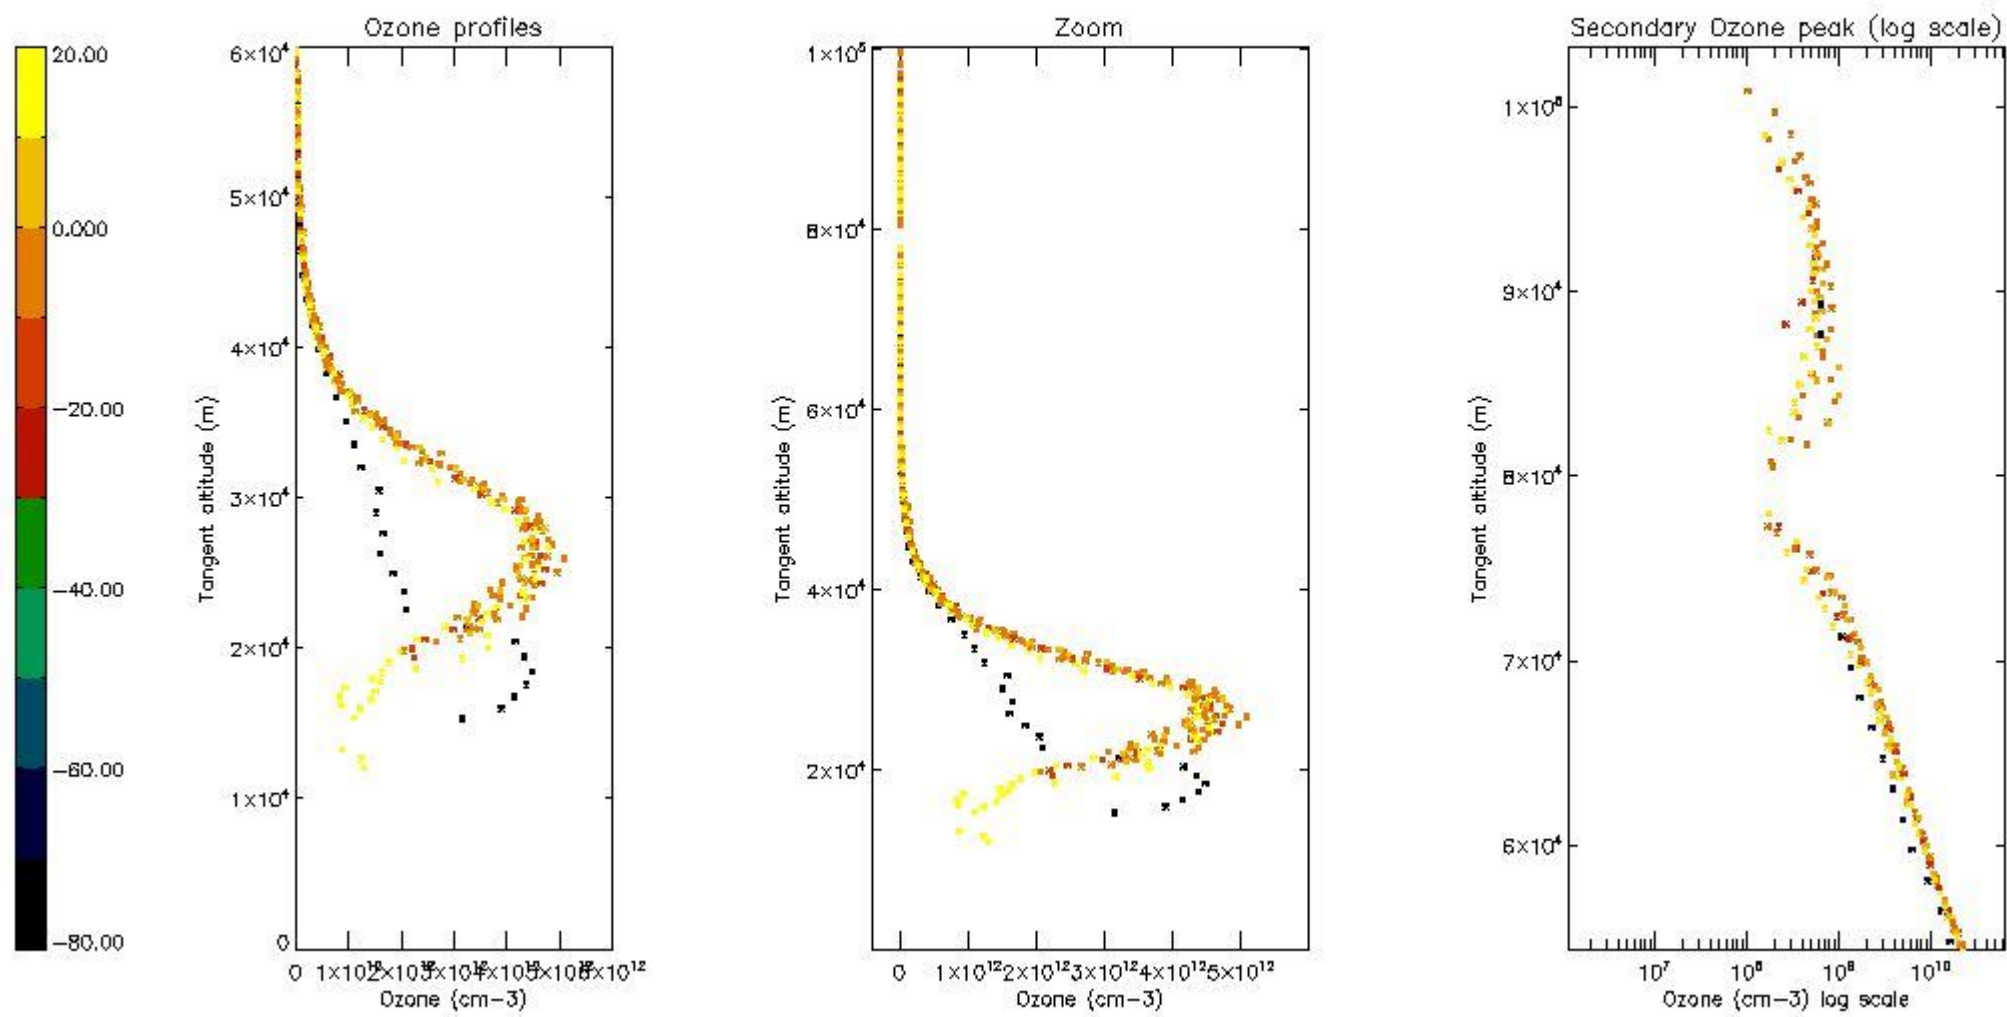 Ozone profiles
Zoom
Secondary Ozone peak (log scale)
20.00
0.000
−20.00
−40.00
−60.00
−80.00
6×10⁴
5×10⁴
4×10⁴
3×10⁴
2×10⁴
1×10⁴
0
Tangent altitude (m)
0
Ozone (cm−3)
1×10⁵
8×10⁴
6×10⁴
4×10⁴
2×10⁴
Tangent altitude (m)
0 1×10¹² 2×10¹² 3×10¹² 4×10¹² 5×10¹²
Ozone (cm−3)
9×10⁴
8×10⁴
7×10⁴
6×10⁴
Tangent altitude (m)
10⁷ 10⁸ 10⁹ 10¹⁰
Ozone (cm−3) log scale